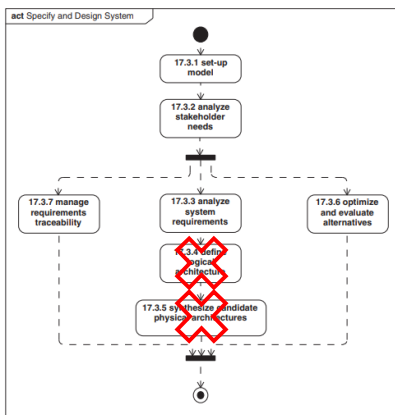 act Specify and Design System
17.3.1 set-up
model
17.3.2 analyze
stakeholder
needs
17.3.7 manage
requirements
traceability
17.3.3 analyze
system
requirements
17.3.6 optimize
and evaluate
alternatives
17.3.4 define
logical
architecture
17.3.5 synthesize candidate
physical architectures